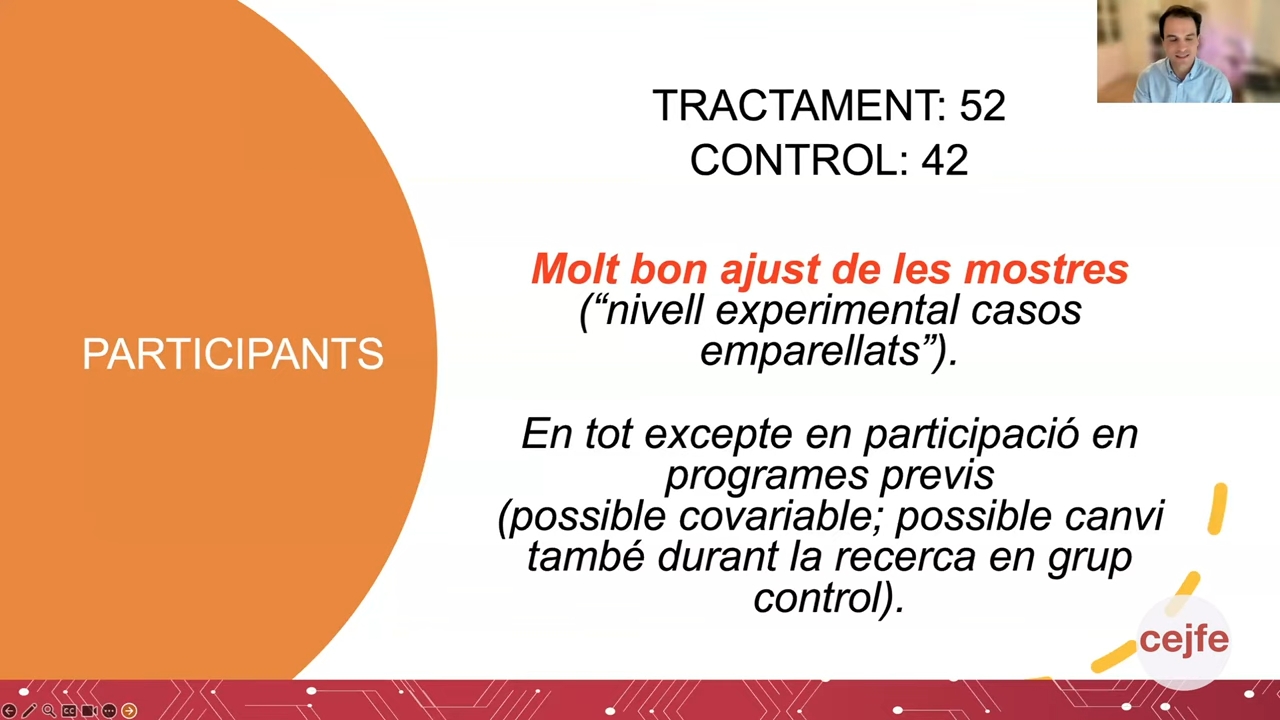 PARTICIPANTS
TRACTAMENT: 52
CONTROL: 42
Molt bon ajust de les mostres
(“nivell experimental casos
emparellats”).
En tot excepte en participació en
programes previs
(possible covariable; possible canvi
també durant la recerca en grup
control).
cejfe